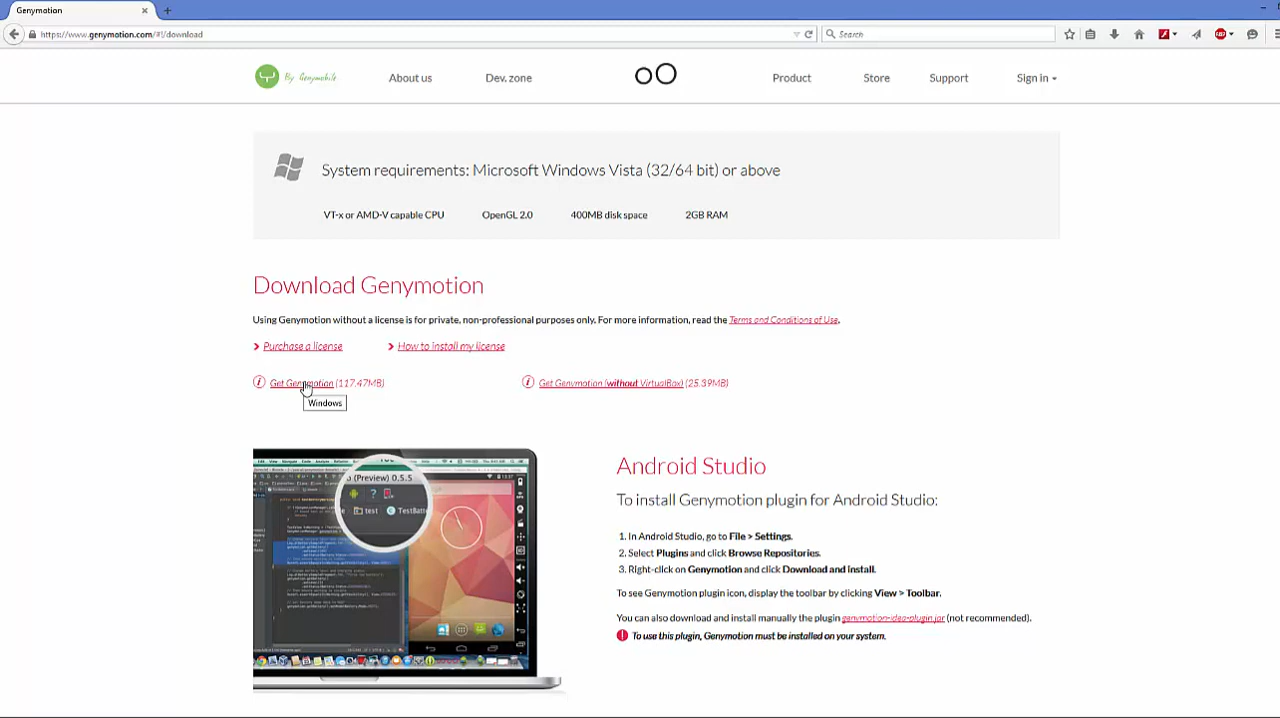 Genymotion
https://www.genymotion.com/#!/download
Search
By Genymobile
About us
Dev. zone
Product
Store
Support
Sign in
System requirements: Microsoft Windows Vista (32/64 bit) or above
VT-x or AMD-V capable CPU
OpenGL 2.0
400MB disk space
2GB RAM
Download Genymotion
Using Genymotion without a license is for private, non-professional purposes only. For more information, read the Terms and Conditions of Use.
Purchase a license
How to install my license
Get Genymotion (117.47MB)
Get Genymotion (without VirtualBox) (25.39MB)
Windows
(Preview) 0.5.5
test
Android Studio
To install Genymotion plugin for Android Studio:
1. In Android Studio, go to File > Settings.
2. Select Plugins and click Browse Repositories.
3. Right-click on Genymotion and click Download and install.
To see Genymotion plugin icon, display the toolbar by clicking View > Toolbar.
You can also download and install manually the plugin genymotion-idea-plugin.jar (not recommended).
To use this plugin, Genymotion must be installed on your system.